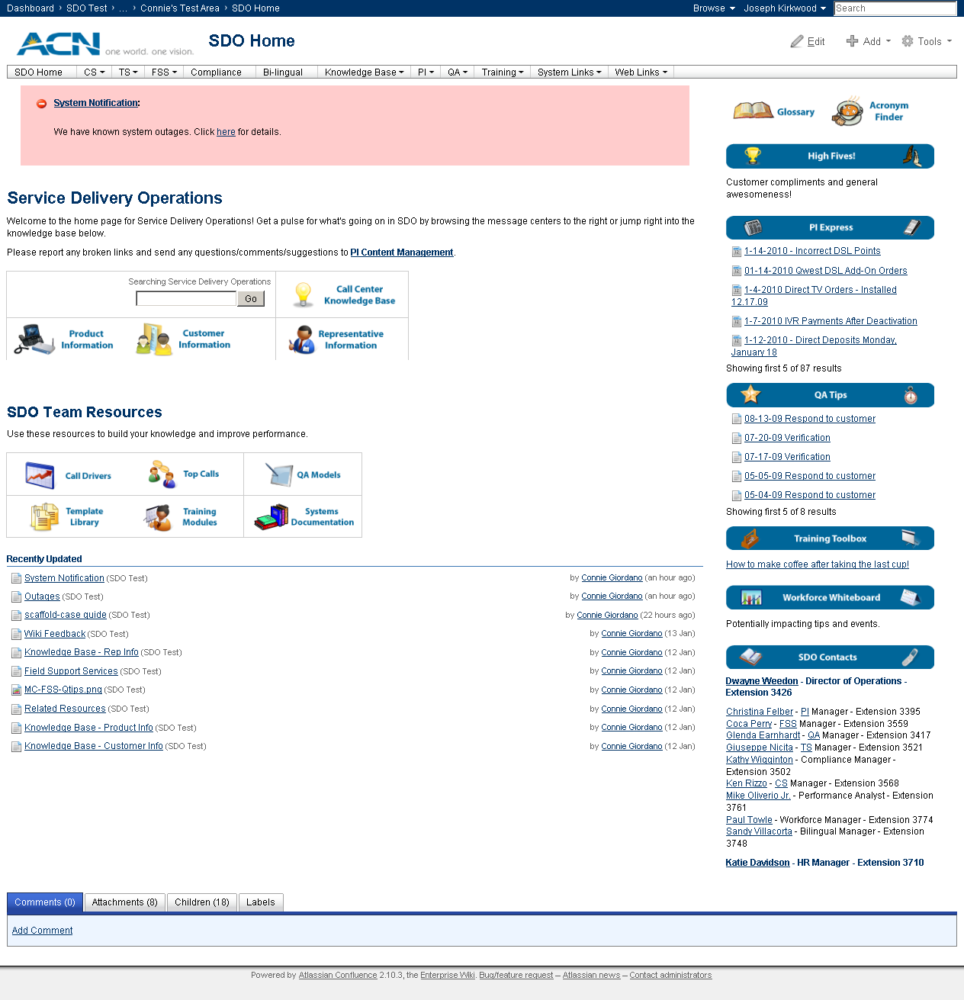 Dashboard › SDO Test › ... › Connie's Test Area › SDO Home
Browse Joseph Kirkwood Search
ACN one world. one vision.
SDO Home
Edit Add Tools
SDO Home CS TS FSS Compliance Bi-lingual Knowledge Base PI QA Training System Links Web Links
System Notification:
We have known system outages. Click here for details.
Service Delivery Operations
Welcome to the home page for Service Delivery Operations! Get a pulse for what's going on in SDO by browsing the message centers to the right or jump right into the
knowledge base below.
Please report any broken links and send any questions/comments/suggestions to PI Content Management.
Searching Service Delivery Operations
Go
Call Center
Knowledge Base
Product
Information
Customer
Information
Representative
Information
SDO Team Resources
Use these resources to build your knowledge and improve performance.
Call Drivers
Top Calls
QA Models
Template
Library
Training
Modules
Systems
Documentation
Recently Updated
System Notification (SDO Test) by Connie Giordano (an hour ago)
Outages (SDO Test) by Connie Giordano (an hour ago)
scaffold-case guide (SDO Test) by Connie Giordano (22 hours ago)
Wiki Feedback (SDO Test) by Connie Giordano (13 Jan)
Knowledge Base - Rep Info (SDO Test) by Connie Giordano (12 Jan)
Field Support Services (SDO Test) by Connie Giordano (12 Jan)
MC-FSS-Qtips.png (SDO Test) by Connie Giordano (12 Jan)
Related Resources (SDO Test) by Connie Giordano (12 Jan)
Knowledge Base - Product Info (SDO Test) by Connie Giordano (12 Jan)
Knowledge Base - Customer Info (SDO Test) by Connie Giordano (12 Jan)
Glossary
Acronym
Finder
High Fives!
Customer compliments and general
awesomeness!
PI Express
1-14-2010 - Incorrect DSL Points
01-14-2010 Qwest DSL Add-On Orders
1-4-2010 Direct TV Orders - Installed
12.17.09
1-7-2010 IVR Payments After Deactivation
1-12-2010 - Direct Deposits Monday,
January 18
Showing first 5 of 87 results
QA Tips
08-13-09 Respond to customer
07-20-09 Verification
07-17-09 Verification
05-05-09 Respond to customer
05-04-09 Respond to customer
Showing first 5 of 8 results
Training Toolbox
How to make coffee after taking the last cup!
Workforce Whiteboard
Potentially impacting tips and events.
SDO Contacts
Dwayne Weedon - Director of Operations -
Extension 3426
Christina Felber - PI Manager - Extension 3395
Coca Perry - FSS Manager - Extension 3559
Glenda Earnhardt - QA Manager - Extension 3417
Giuseppe Nicita - TS Manager - Extension 3521
Kathy Wigginton - Compliance Manager -
Extension 3502
Ken Rizzo - CS Manager - Extension 3568
Mike Oliverio Jr. - Performance Analyst - Extension
3761
Paul Towle - Workforce Manager - Extension 3774
Sandy Villacorta - Bilingual Manager - Extension
3748
Katie Davidson - HR Manager - Extension 3710
Comments (0) Attachments (8) Children (18) Labels
Add Comment
Powered by Atlassian Confluence 2.10.3, the Enterprise Wiki. Bug/feature request – Atlassian news – Contact administrators